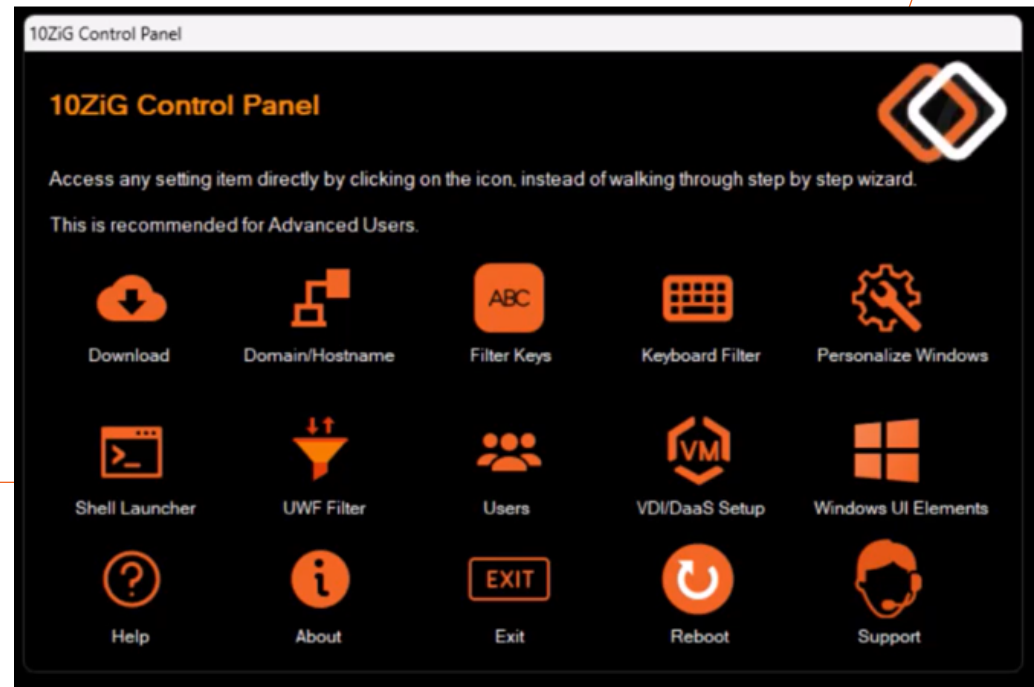 10ZiG Control Panel
10ZiG Control Panel
Access any setting item directly by clicking on the icon, instead of walking through step by step wizard.
This is recommended for Advanced Users.
ABC
Download Domain/Hostname Filter Keys Keyboard Filter Personalize Windows
>_ VM
Shell Launcher UWF Filter Users VDI/DaaS Setup Windows UI Elements
? i EXIT
Help About Exit Reboot Support